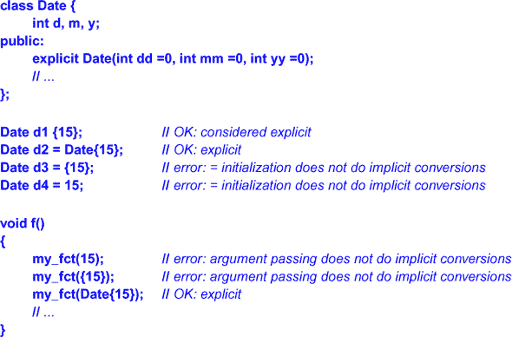 class Date {
int d, m, y;
public:
explicit Date(int dd =0, int mm =0, int yy =0);
// ...
};
Date d1 {15}; // OK: considered explicit
Date d2 = Date{15}; // OK: explicit
Date d3 = {15}; // error: = initialization does not do implicit conversions
Date d4 = 15; // error: = initialization does not do implicit conversions
void f()
{
my_fct(15); // error: argument passing does not do implicit conversions
my_fct({15}); // error: argument passing does not do implicit conversions
my_fct(Date{15}); // OK: explicit
// ...
}